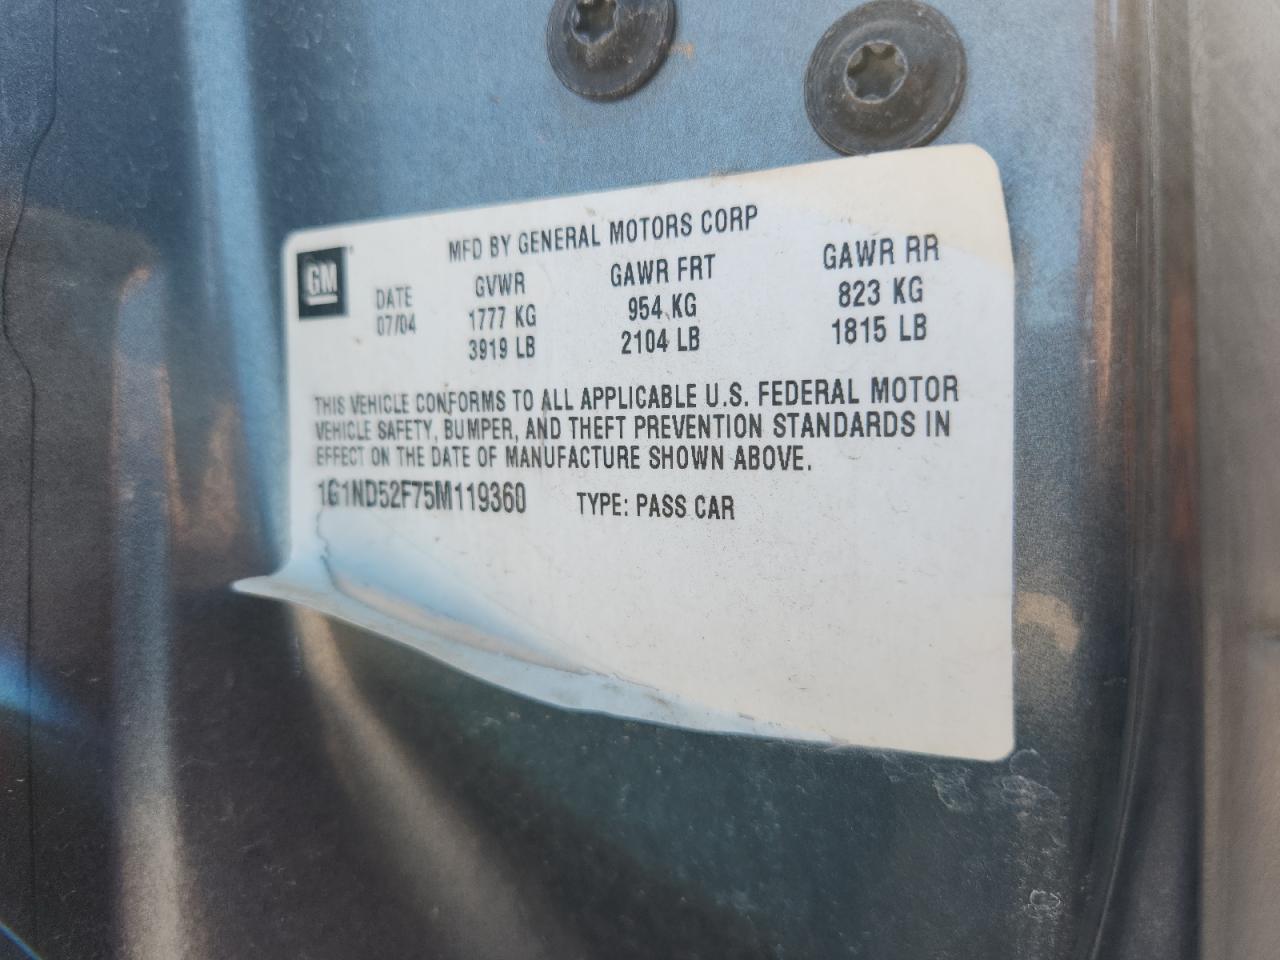 GM
MFD BY GENERAL MOTORS CORP
DATE GVWR GAWR FRT GAWR RR
07/04 1777 KG 954 KG 823 KG
3919 LB 2104 LB 1815 LB
THIS VEHICLE CONFORMS TO ALL APPLICABLE U.S. FEDERAL MOTOR
VEHICLE SAFETY, BUMPER, AND THEFT PREVENTION STANDARDS IN
EFFECT ON THE DATE OF MANUFACTURE SHOWN ABOVE.
1G1ND52F75M119360 TYPE: PASS CAR